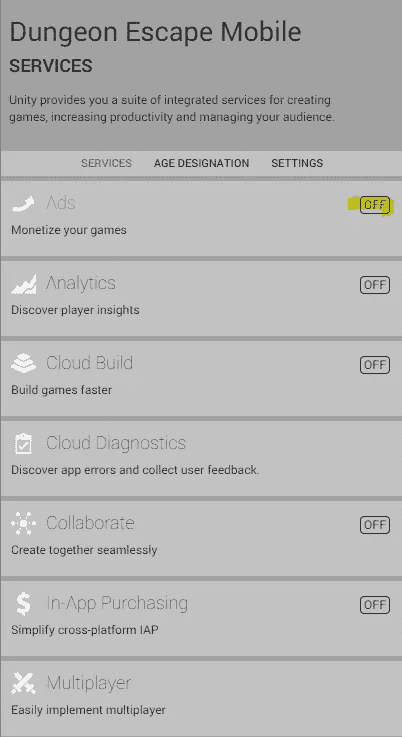 Dungeon Escape Mobile
SERVICES
Unity provides you a suite of integrated services for creating
games, increasing productivity and managing your audience.
SERVICES AGE DESIGNATION SETTINGS
Ads OFF
Monetize your games
Analytics OFF
Discover player insights
Cloud Build OFF
Build games faster
Cloud Diagnostics
Discover app errors and collect user feedback.
Collaborate OFF
Create together seamlessly
In-App Purchasing OFF
Simplify cross-platform IAP
Multiplayer
Easily implement multiplayer